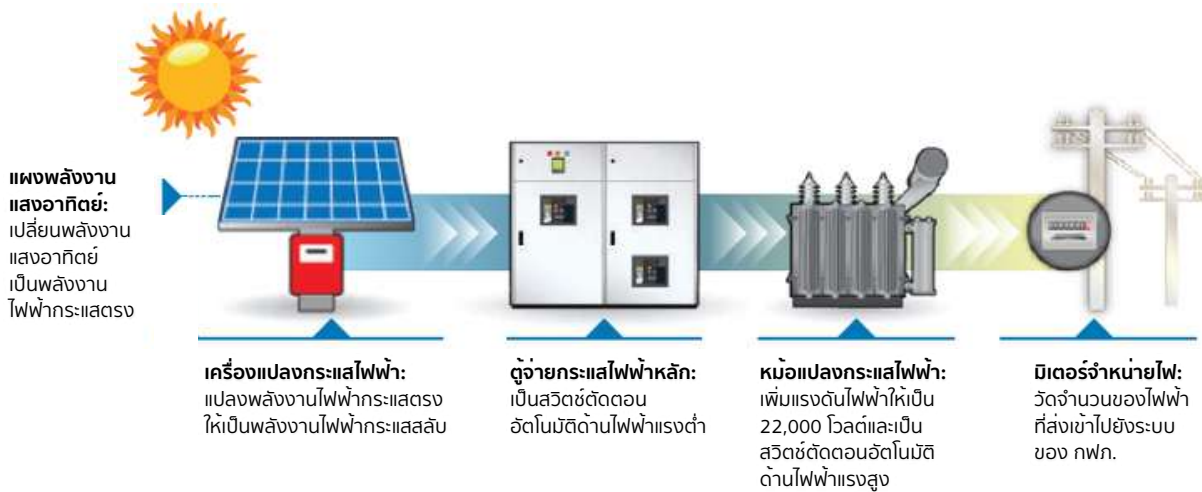 แผงพลังงาน
แสงอาทิตย์:
เปลี่ยนพลังงาน
แสงอาทิตย์
เป็นพลังงาน
ไฟฟ้ากระแสตรง
เครื่องแปลงกระแสไฟฟ้า:
แปลงพลังงานไฟฟ้ากระแสตรง
ให้เป็นพลังงานไฟฟ้ากระแสสลับ
ตู้จ่ายกระแสไฟฟ้าหลัก:
เป็นสวิตช์ตัดตอน
อัตโนมัติด้านไฟฟ้าแรงต่ำ
หม้อแปลงกระแสไฟฟ้า:
เพิ่มแรงดันไฟฟ้าให้เป็น
22,000 โวลต์และเป็น
สวิตช์ตัดตอนอัตโนมัติ
ด้านไฟฟ้าแรงสูง
มิเตอร์จำหน่ายไฟ:
วัดจำนวนของไฟฟ้า
ที่ส่งเข้าไปยังระบบ
ของ กฟภ.